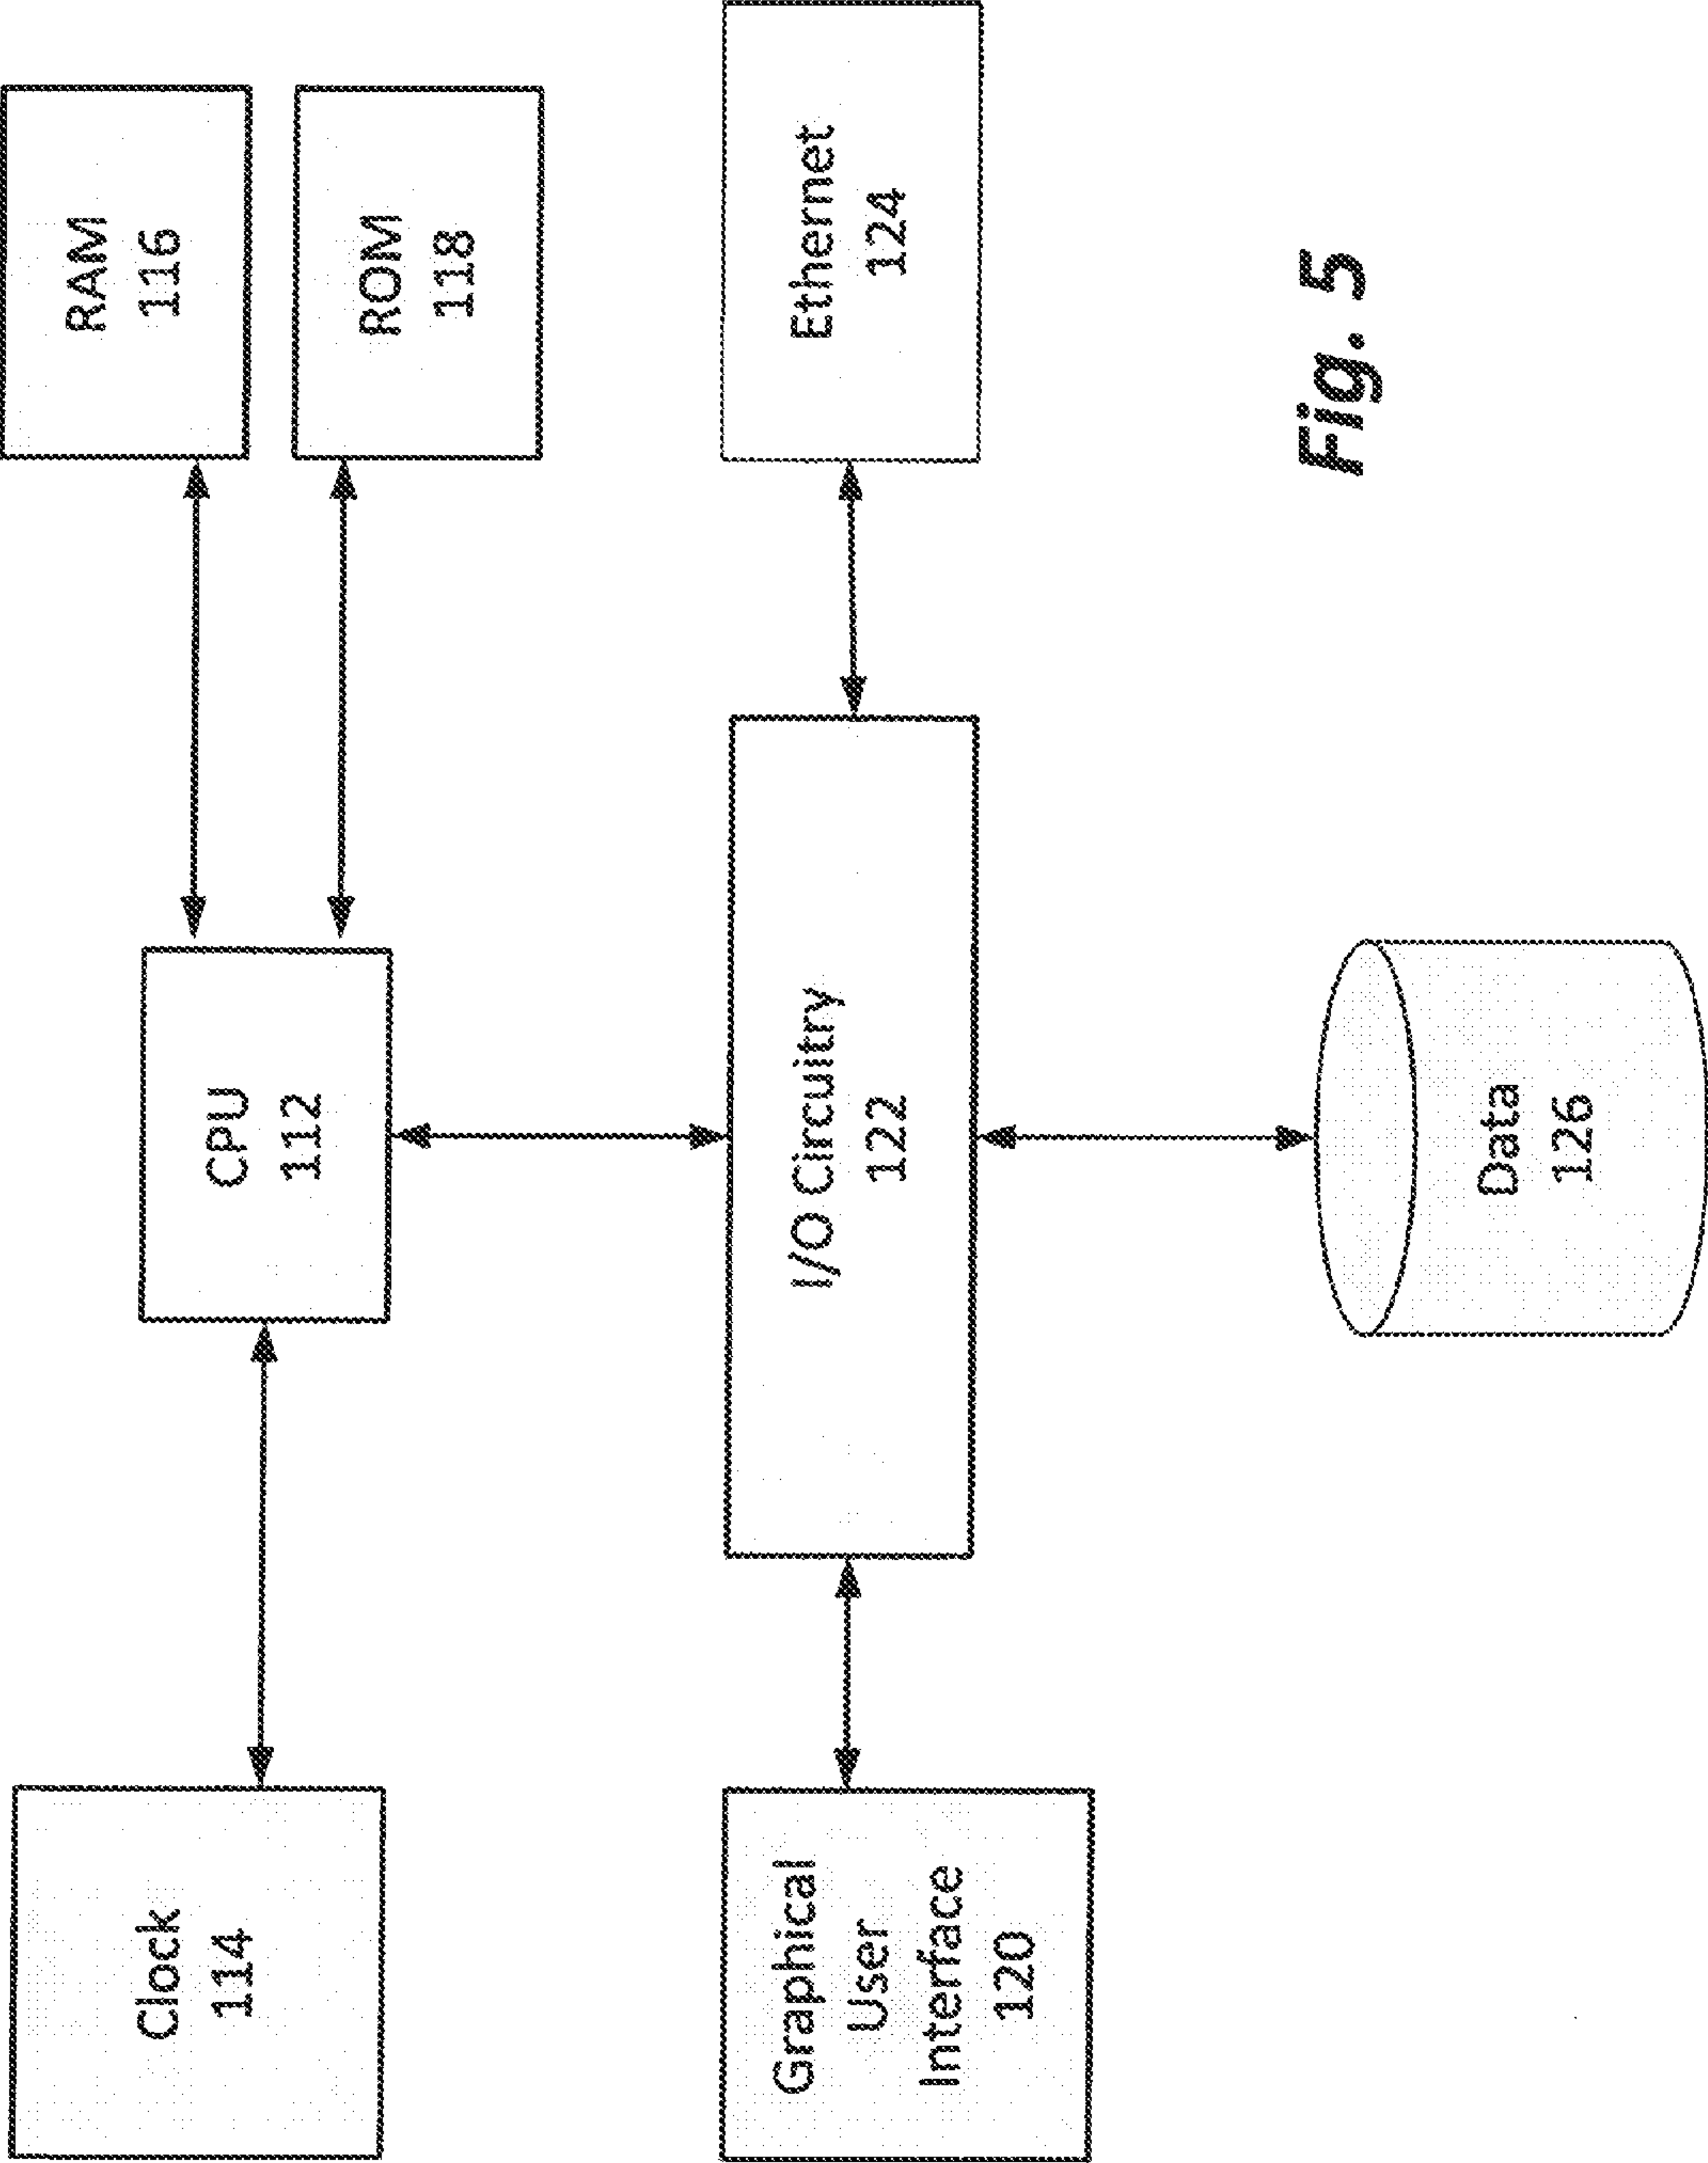 Clock
114
CPU
112
RAM
116
ROM
118
Graphical
User
Interface
120
I/O Circuitry
122
Ethernet
124
Data
126
Fig. 5